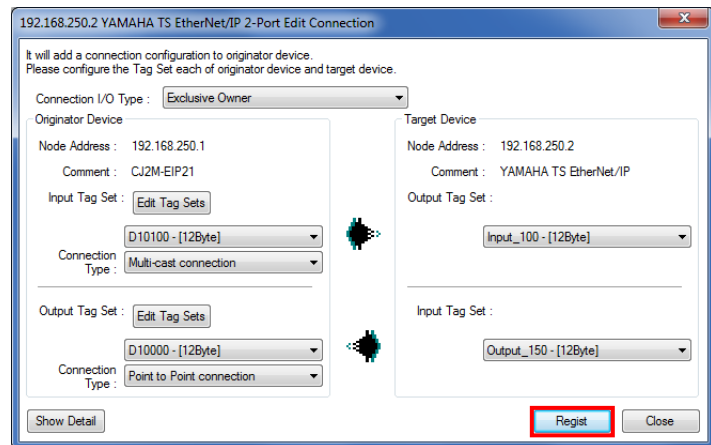 192.168.250.2 YAMAHA TS EtherNet/IP 2-Port Edit Connection
It will add a connection configuration to originator device.
Please configure the Tag Set each of originator device and target device.
Connection I/O Type : Exclusive Owner
Originator Device
Node Address : 192.168.250.1
Comment : CJ2M-EIP21
Input Tag Set : Edit Tag Sets
D10100 - [12Byte]
Connection Type : Multi-cast connection
Output Tag Set : Edit Tag Sets
D10000 - [12Byte]
Connection Type : Point to Point connection
Target Device
Node Address : 192.168.250.2
Comment : YAMAHA TS EtherNet/IP
Output Tag Set :
Input_100 - [12Byte]
Input Tag Set :
Output_150 - [12Byte]
Show Detail
Regist
Close